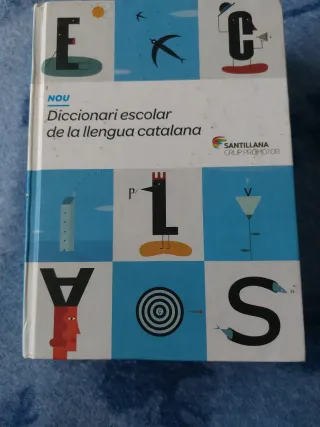 E
C
NOU
Diccionari escolar
de la llengua catalana
SANTILLANA
GRUP PROMOTOR
P
L
V
A
O
S